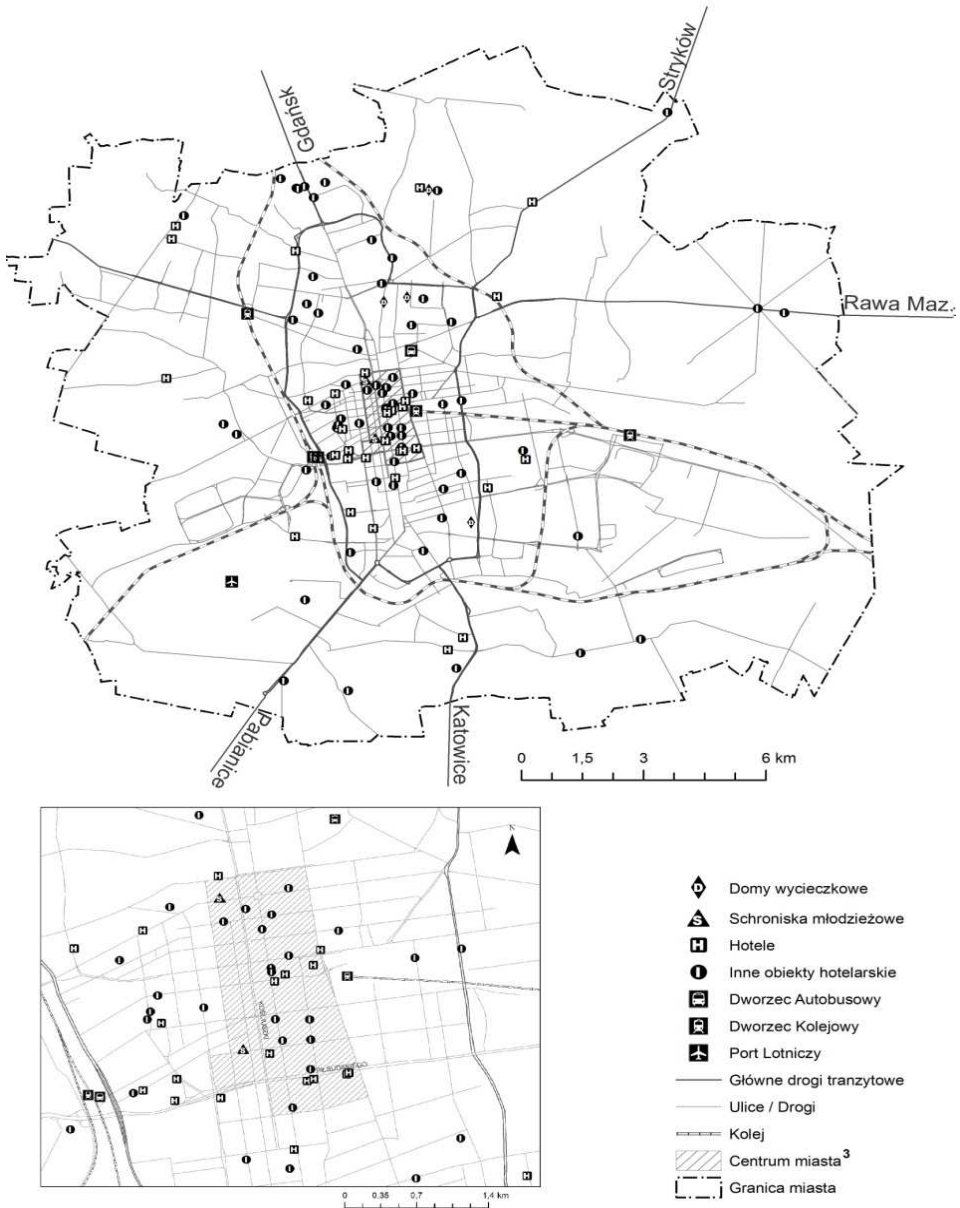 Stryków
Gdańsk
Rawa Maz.
Pabianice
Katowice
0 1,5 3 6 km
KOŚCIUSZKI
PIŁSUDSKIEGO
0 0,35 0,7 1,4 km
Domy wycieczkowe
Schroniska młodzieżowe
Hotele
Inne obiekty hotelarskie
Dworzec Autobusowy
Dworzec Kolejowy
Port Lotniczy
Główne drogi tranzytowe
Ulice / Drogi
Kolej
Centrum miasta³
Granica miasta